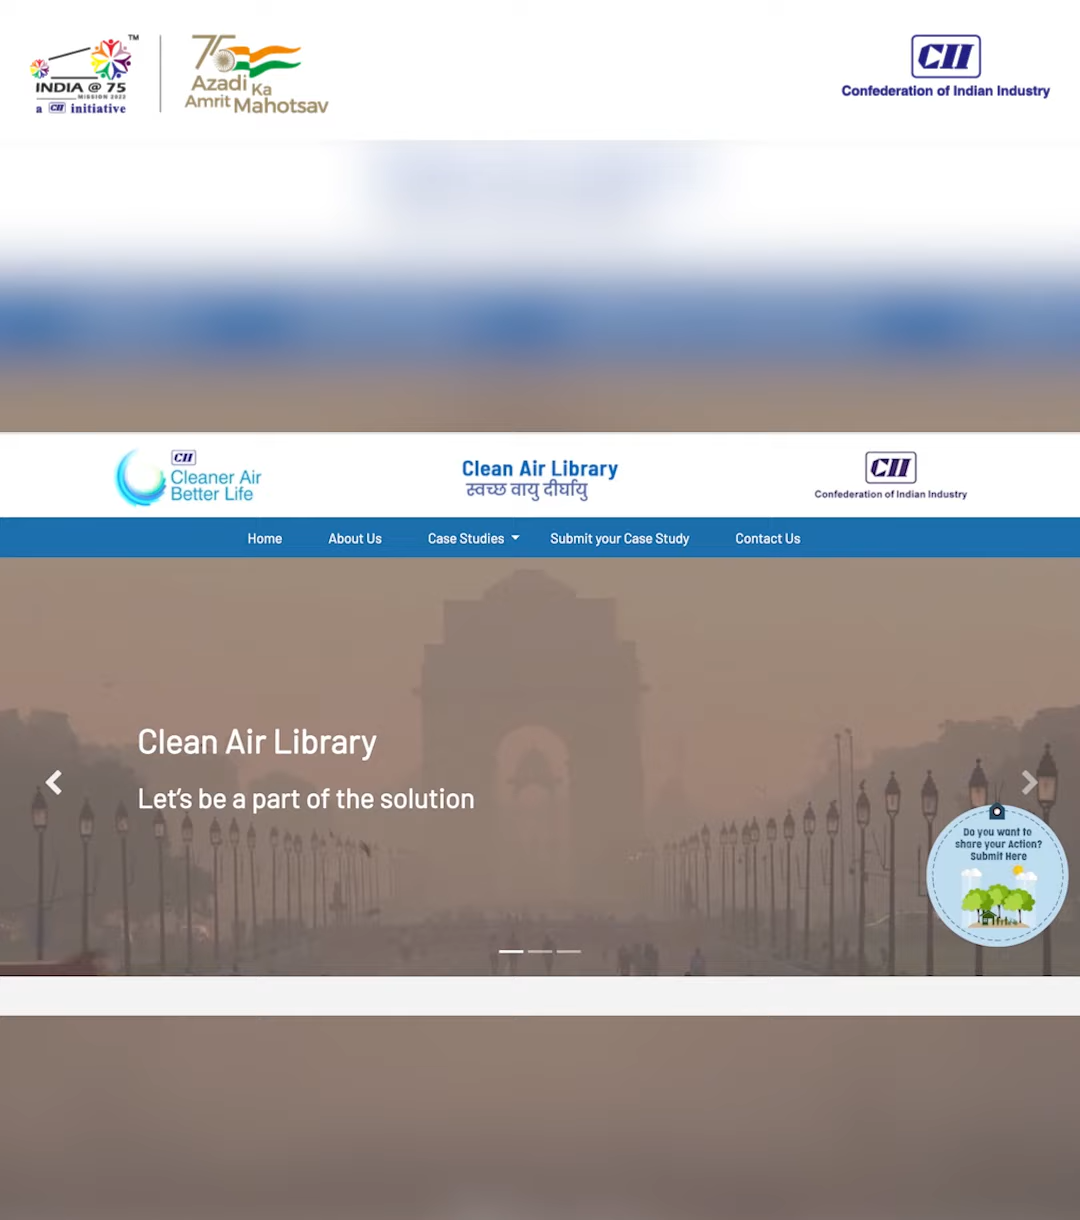 TM
INDIA @ 75
MISSION 2022
a CII initiative
75
Azadi Ka
Amrit Mahotsav
CII
Confederation of Indian Industry
CII
Cleaner Air
Better Life
Clean Air Library
स्वच्छ वायु दीर्घायु
CII
Confederation of Indian Industry
Home About Us Case Studies Submit your Case Study Contact Us
Clean Air Library
Let's be a part of the solution
Do you want to
share your Action?
Submit Here